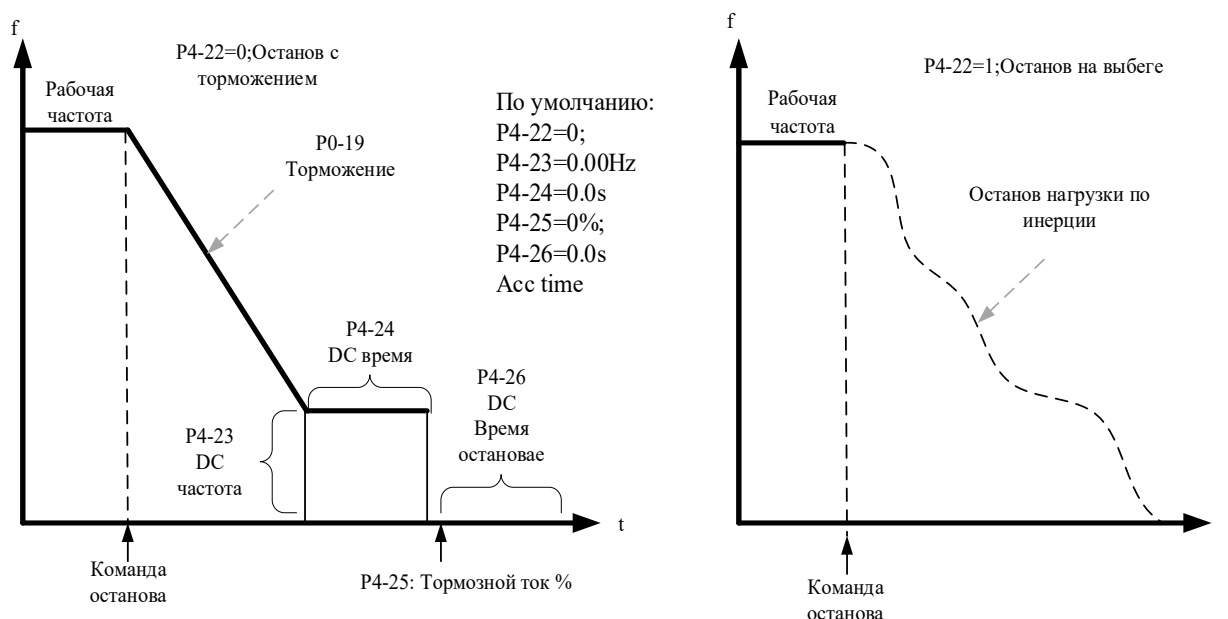 f
P4-22=0;Останов с
торможением
Рабочая
частота
P0-19
Торможение
По умолчанию:
P4-22=0;
P4-23=0.00Hz
P4-24=0.0s
P4-25=0%;
P4-26=0.0s
Acc time
P4-24
DC время
P4-23
DC
частота
P4-26
DC
Время
остановае
t
Команда
останова
P4-25: Тормозной ток %
f
P4-22=1;Останов на выбеге
Рабочая
частота
Останов нагрузки по
инерции
Команда
останова